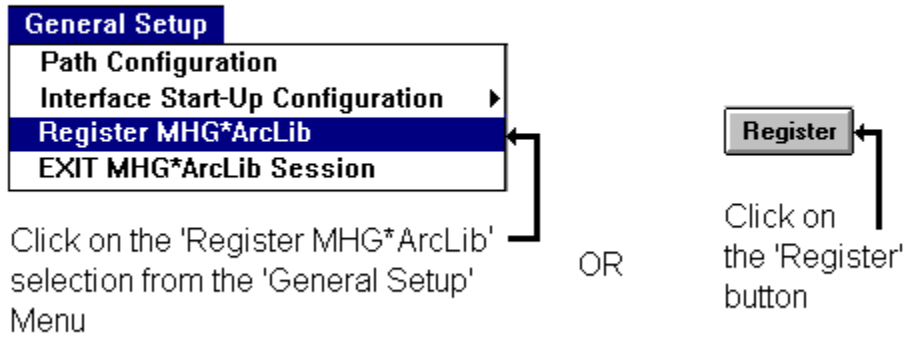 General Setup
Path Configuration
Interface Start-Up Configuration
Register MHG*ArcLib
EXIT MHG*ArcLib Session
Click on the 'Register MHG*ArcLib'
selection from the 'General Setup'
Menu
OR
Register
Click on
the 'Register'
button